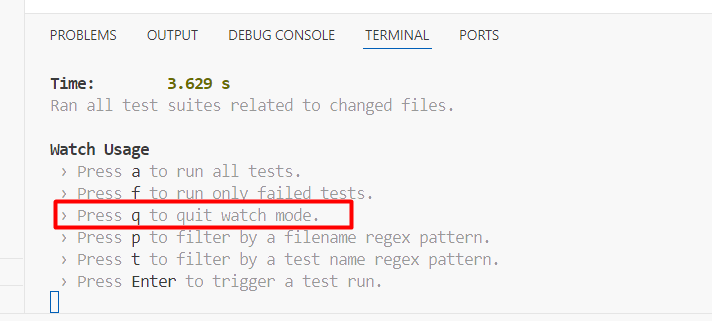 PROBLEMS OUTPUT DEBUG CONSOLE TERMINAL PORTS
Time: 3.629 s
Ran all test suites related to changed files.
Watch Usage
› Press a to run all tests.
› Press f to run only failed tests.
› Press q to quit watch mode.
› Press p to filter by a filename regex pattern.
› Press t to filter by a test name regex pattern.
› Press Enter to trigger a test run.